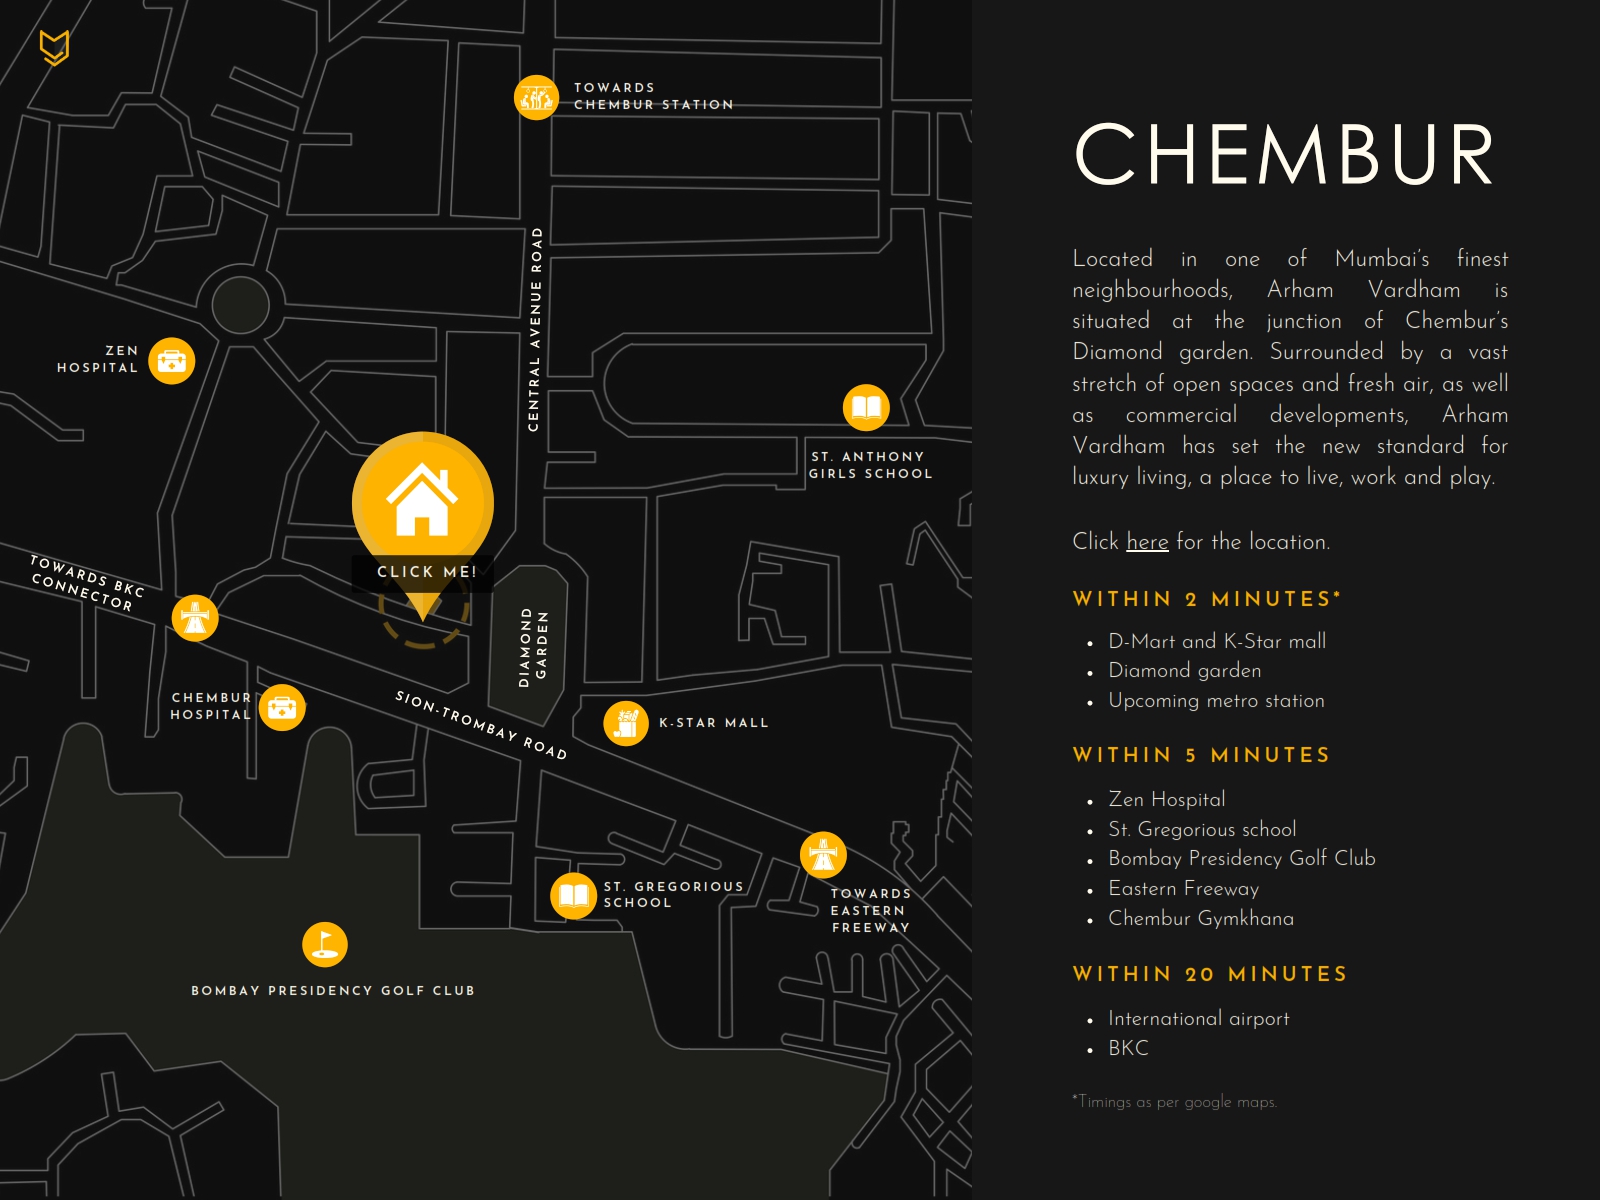 TOWARDS
CHEMBUR STATION
CENTRAL AVENUE ROAD
ZEN
HOSPITAL
ST. ANTHONY
GIRLS SCHOOL
CLICK ME!
TOWARDS BKC
CONNECTOR
DIAMOND
GARDEN
CHEMBUR
HOSPITAL
SION-TROMBAY ROAD
K-STAR MALL
ST. GREGORIOUS
SCHOOL
TOWARDS
EASTERN
FREEWAY
BOMBAY PRESIDENCY GOLF CLUB
CHEMBUR
Located in one of Mumbai's finest
neighbourhoods, Arham Vardham is
situated at the junction of Chembur's
Diamond garden. Surrounded by a vast
stretch of open spaces and fresh air, as well
as commercial developments, Arham
Vardham has set the new standard for
luxury living, a place to live, work and play.
Click here for the location.
WITHIN 2 MINUTES*
• D-Mart and K-Star mall
• Diamond garden
• Upcoming metro station
WITHIN 5 MINUTES
• Zen Hospital
• St. Gregorious school
• Bombay Presidency Golf Club
• Eastern Freeway
• Chembur Gymkhana
WITHIN 20 MINUTES
• International airport
• BKC
*Timings as per google maps.